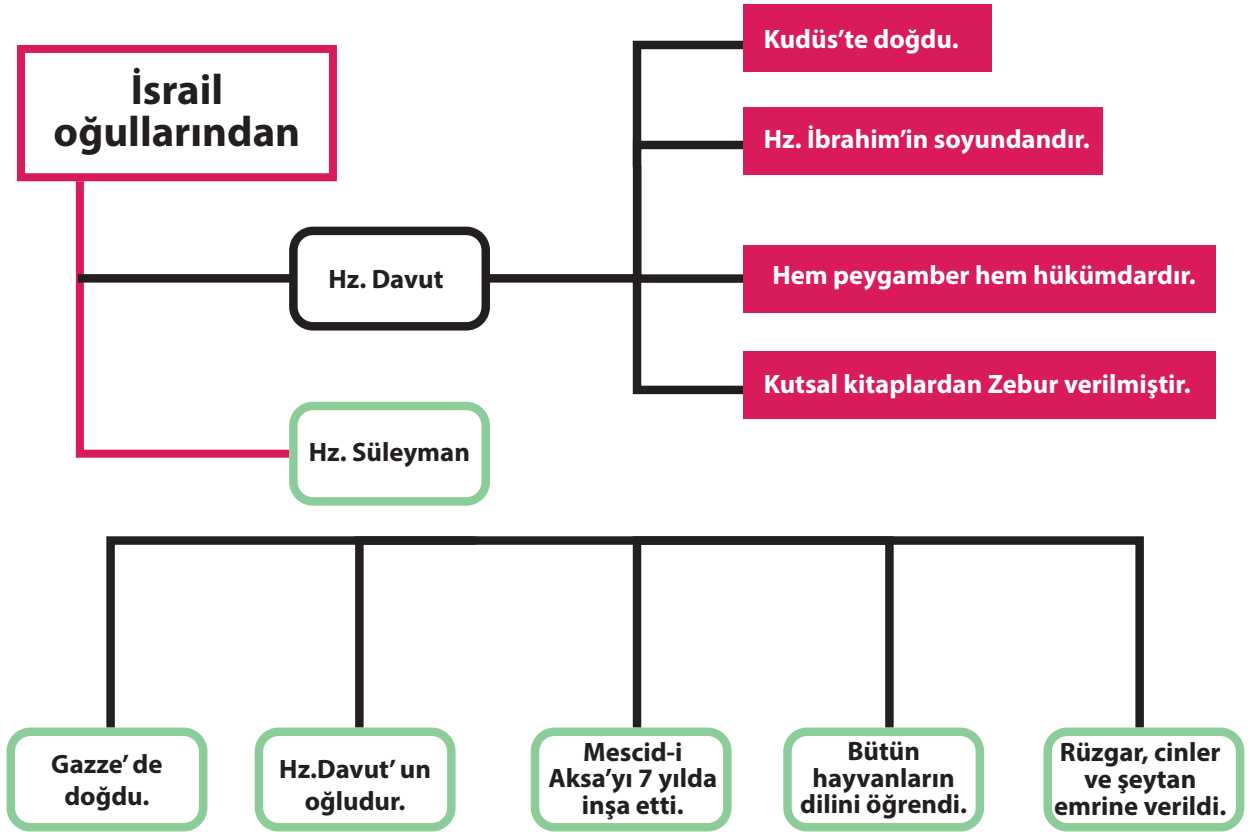 İsrail
oğullarından
Kudüs’te doğdu.
Hz. İbrahim’in soyundandır.
Hz. Davut
Hem peygamber hem hükümdardır.
Kutsal kitaplardan Zebur verilmiştir.
Hz. Süleyman
Gazze’ de
doğdu.
Hz.Davut’ un
oğludur.
Mescid-i
Aksa’yı 7 yılda
inşa etti.
Bütün
hayvanların
dilini öğrendi.
Rüzgar, cinler
ve şeytan
emrine verildi.